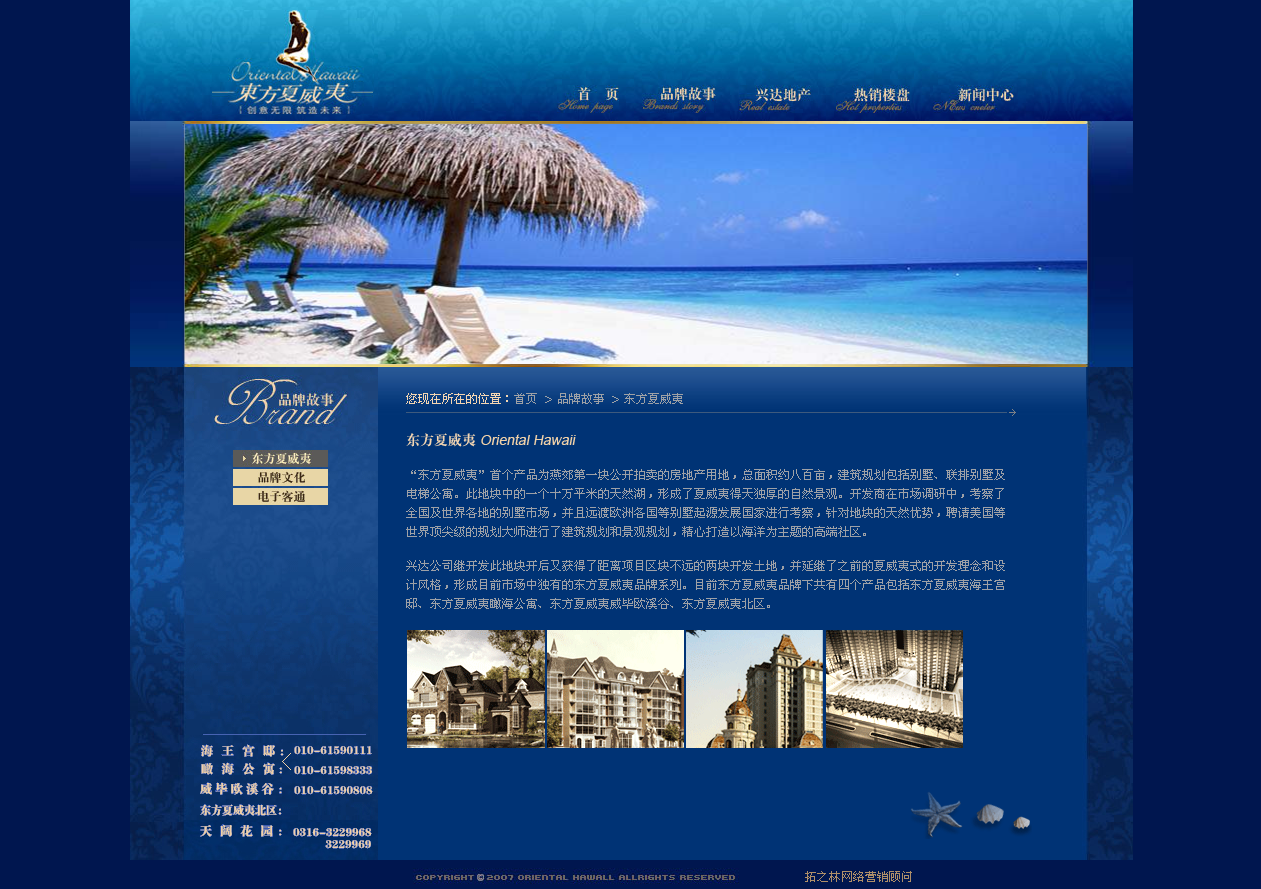 Oriental Hawaii
東方夏威夷
创意无限 筑造未来
首 页
Home page
品牌故事
Brands story
兴达地产
Real estate
热销楼盘
Hot properties
新闻中心
NEws cneter
Brand 品牌故事
东方夏威夷
品牌文化
电子客通
您现在所在的位置：首页 > 品牌故事 > 东方夏威夷
东方夏威夷 Oriental Hawaii
“东方夏威夷”首个产品为燕郊第一块公开拍卖的房地产用地，总面积约八百亩，建筑规划包括别墅、联排别墅及
电梯公寓。此地块中的一个十万平米的天然湖，形成了夏威夷得天独厚的自然景观。开发商在市场调研中，考察了
全国及世界各地的别墅市场，并且远渡欧洲各国等别墅起源发展国家进行考察，针对地块的天然优势，聘请美国等
世界顶尖级的规划大师进行了建筑规划和景观规划，精心打造以海洋为主题的高端社区。
兴达公司继开发此地块开后又获得了距离项目区块不远的两块开发土地，并延继了之前的夏威夷式的开发理念和设
计风格，形成目前市场中独有的东方夏威夷品牌系列。目前东方夏威夷品牌下共有四个产品包括东方夏威夷海王宫
邸、东方夏威夷瞰海公寓、东方夏威夷威毕欧溪谷、东方夏威夷北区。
海王宫邸：010-61590111
瞰海公寓：010-61598333
威毕欧溪谷：010-61590808
东方夏威夷北区：
天阔花园：0316-3229968
3229969
COPYRIGHT © 2007 ORIENTAL HAWALL ALLRIGHTS RESERVED
拓之林网络营销顾问